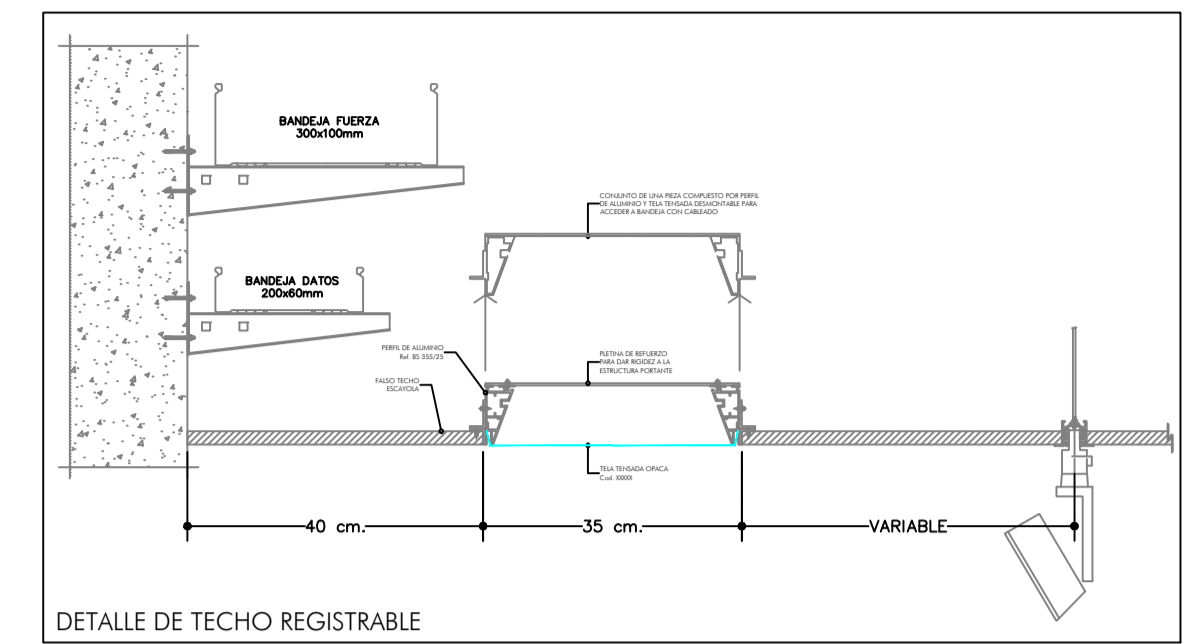 BANDEJA FUERZA
300x100mm
CONJUNTO DE UNA PIEZA COMPUESTO POR PERFIL
DE ALUMINIO Y TELA TENSADA DESMONTABLE PARA
ACCEDER A BANDEJA CON CABLEADO
BANDEJA DATOS
200x60mm
PERFIL DE ALUMINIO
Ref. BS 355/25
PLETINA DE REFUERZO
PARA DAR RIGIDEZ A LA
ESTRUCTURA PORTANTE
FALSO TECHO
ESCAYOLA
TELA TENSADA OPACA
Cod. XXXXX
40 cm.
35 cm.
VARIABLE
DETALLE DE TECHO REGISTRABLE